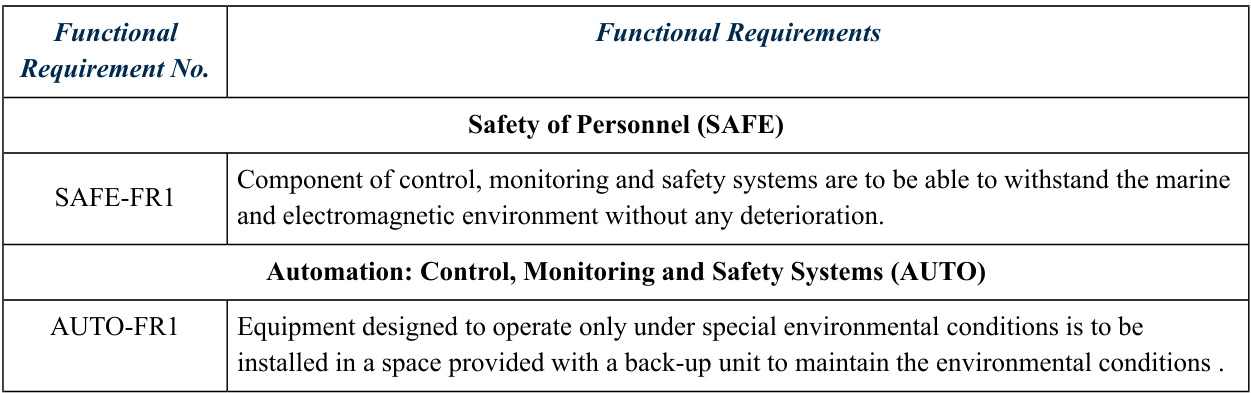 Functional
Requirement No.
Functional Requirements
Safety of Personnel (SAFE)
SAFE-FR1
Component of control, monitoring and safety systems are to be able to withstand the marine
and electromagnetic environment without any deterioration.
Automation: Control, Monitoring and Safety Systems (AUTO)
AUTO-FR1
Equipment designed to operate only under special environmental conditions is to be
installed in a space provided with a back-up unit to maintain the environmental conditions .